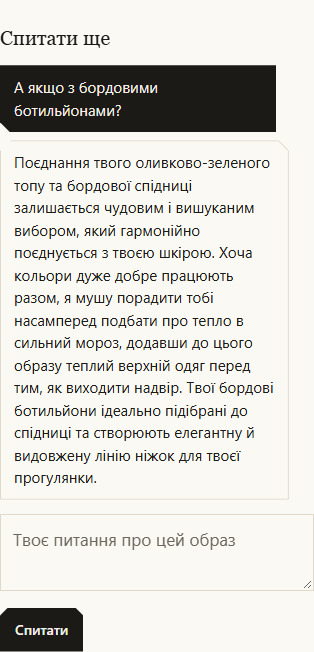 Спитати ще
А якщо з бордовими
ботильйонами?
Поєднання твого оливково-зеленого
топу та бордової спідниці
залишається чудовим і вишуканим
вибором, який гармонійно
поєднується з твоєю шкірою. Хоча
кольори дуже добре працюють
разом, я мушу порадити тобі
насамперед подбати про тепло в
сильний мороз, додавши до цього
образу теплий верхній одяг перед
тим, як виходити надвір. Твої бордові
ботильйони ідеально підібрані до
спідниці та створюють елегантну й
видовжену лінію ніжок для твоєї
прогулянки.
Твоє питання про цей образ
Спитати